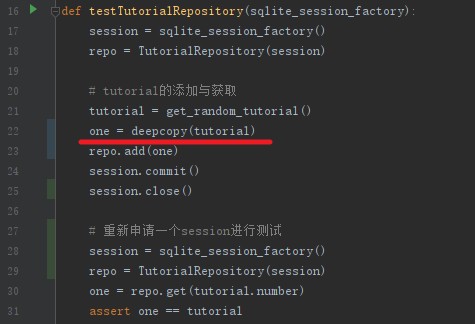 16 def testTutorialRepository(sqlite_session_factory):
17 session = sqlite_session_factory()
18 repo = TutorialRepository(session)
19
20 # tutorial的添加与获取
21 tutorial = get_random_tutorial()
22 one = deepcopy(tutorial)
23 repo.add(one)
24 session.commit()
25 session.close()
26
27 # 重新申请一个session进行测试
28 session = sqlite_session_factory()
29 repo = TutorialRepository(session)
30 one = repo.get(tutorial.number)
31 assert one == tutorial